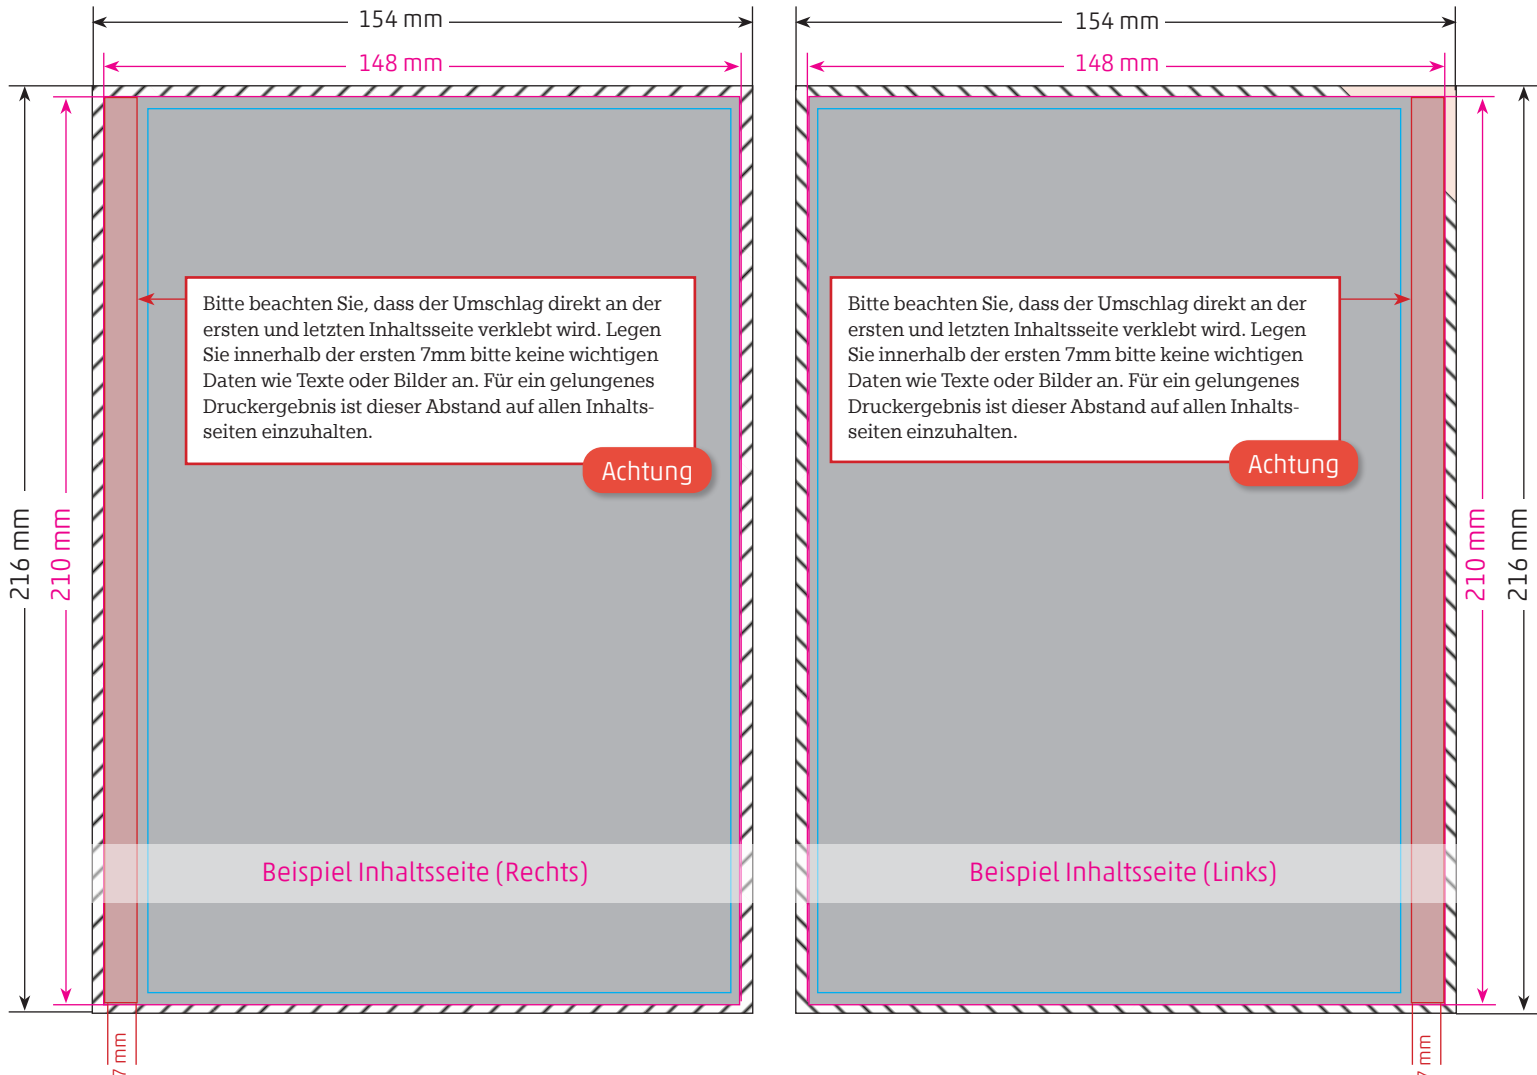 154 mm
148 mm
216 mm
210 mm
Bitte beachten Sie, dass der Umschlag direkt an der
ersten und letzten Inhaltsseite verklebt wird. Legen
Sie innerhalb der ersten 7mm bitte keine wichtigen
Daten wie Texte oder Bilder an. Für ein gelungenes
Druckergebnis ist dieser Abstand auf allen Inhalts-
seiten einzuhalten.
Achtung
Beispiel Inhaltsseite (Rechts)
7 mm
154 mm
148 mm
Bitte beachten Sie, dass der Umschlag direkt an der
ersten und letzten Inhaltsseite verklebt wird. Legen
Sie innerhalb der ersten 7mm bitte keine wichtigen
Daten wie Texte oder Bilder an. Für ein gelungenes
Druckergebnis ist dieser Abstand auf allen Inhalts-
seiten einzuhalten.
Achtung
210 mm
216 mm
Beispiel Inhaltsseite (Links)
7 mm